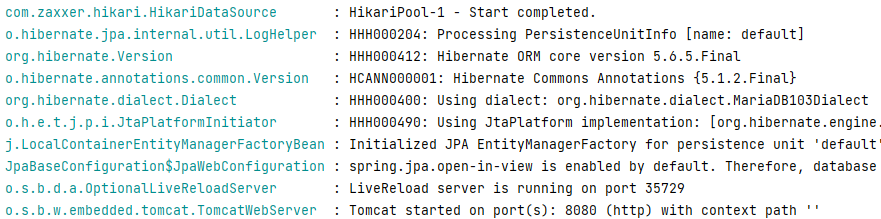 com.zaxxer.hikari.HikariDataSource       : HikariPool-1 - Start completed.
o.hibernate.jpa.internal.util.LogHelper  : HHH000204: Processing PersistenceUnitInfo [name: default]
org.hibernate.Version                    : HHH000412: Hibernate ORM core version 5.6.5.Final
o.hibernate.annotations.common.Version   : HCANN000001: Hibernate Commons Annotations {5.1.2.Final}
org.hibernate.dialect.Dialect            : HHH000400: Using dialect: org.hibernate.dialect.MariaDB103Dialect
o.h.e.t.j.p.i.JtaPlatformInitiator       : HHH000490: Using JtaPlatform implementation: [org.hibernate.engine.
j.LocalContainerEntityManagerFactoryBean : Initialized JPA EntityManagerFactory for persistence unit 'default'
JpaBaseConfiguration$JpaWebConfiguration : spring.jpa.open-in-view is enabled by default. Therefore, database
o.s.b.d.a.OptionalLiveReloadServer       : LiveReload server is running on port 35729
o.s.b.w.embedded.tomcat.TomcatWebServer  : Tomcat started on port(s): 8080 (http) with context path ''